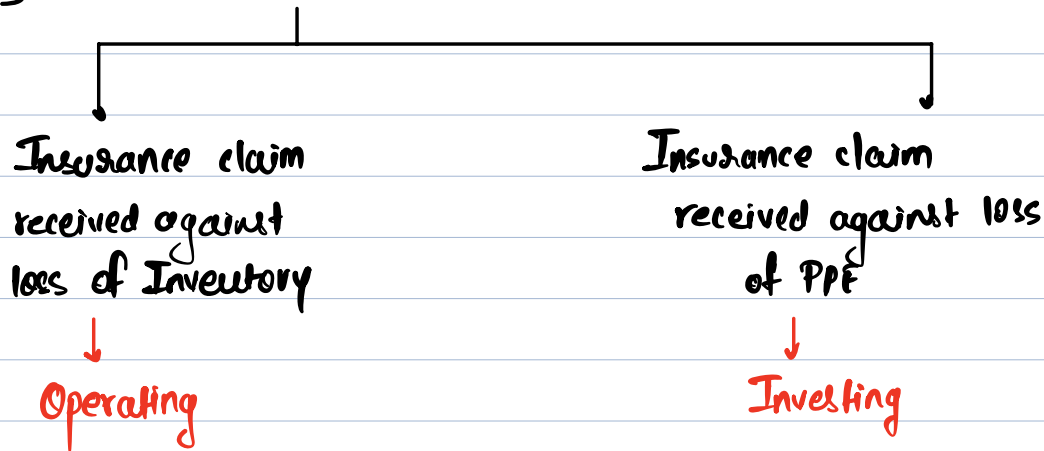 Insurance claim
received against
loss of Inventory
Operating
Insurance claim
received against loss
of PPE
Investing